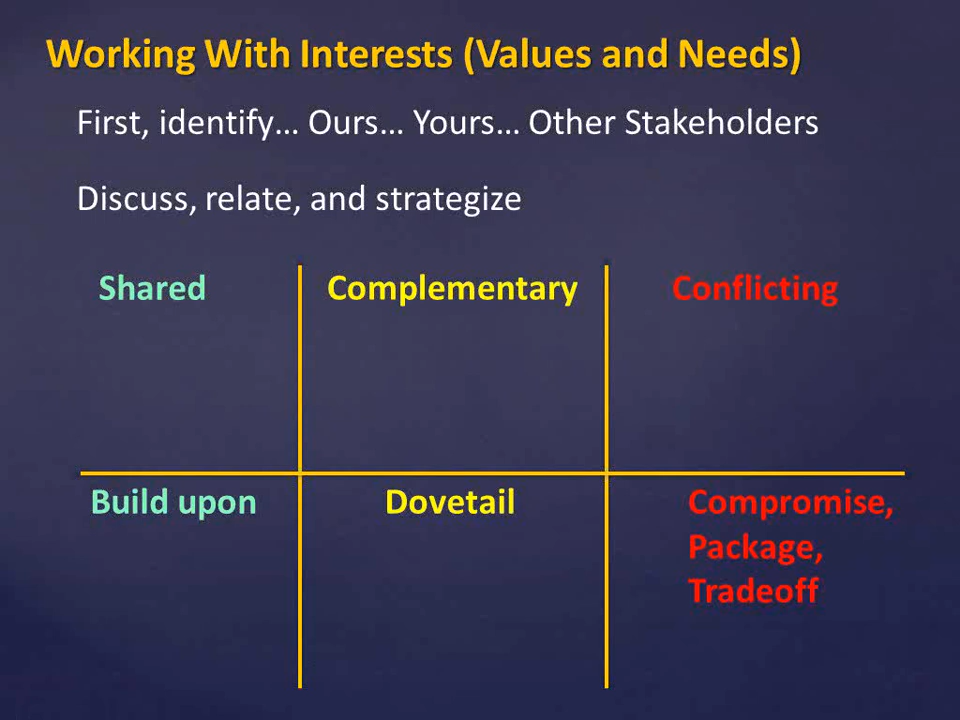 Working With Interests (Values and Needs)
First, identify... Ours... Yours... Other Stakeholders
Discuss, relate, and strategize
Shared Complementary Conflicting
Build upon Dovetail Compromise,
Package,
Tradeoff